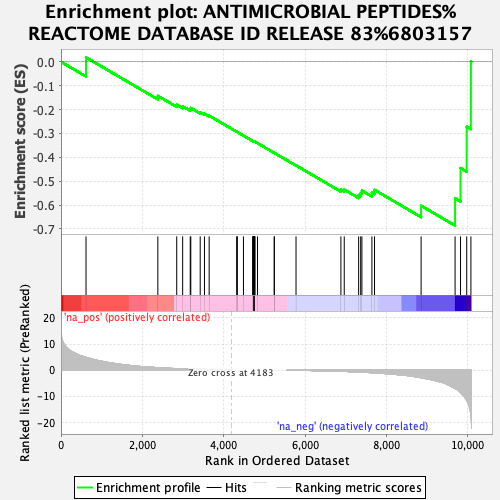 Enrichment plot: ANTIMICROBIAL PEPTIDES%
REACTOME DATABASE ID RELEASE 83%6803157
Enrichment score (ES)
0.0
-0.1
-0.2
-0.3
-0.4
-0.5
-0.6
-0.7
Ranked list metric (PreRanked)
20
10
0
-10
-20
'na_pos' (positively correlated)
Zero cross at 4183
'na_neg' (negatively correlated)
0
2,000
4,000
6,000
8,000
10,000
Rank in Ordered Dataset
Enrichment profile
Hits
Ranking metric scores